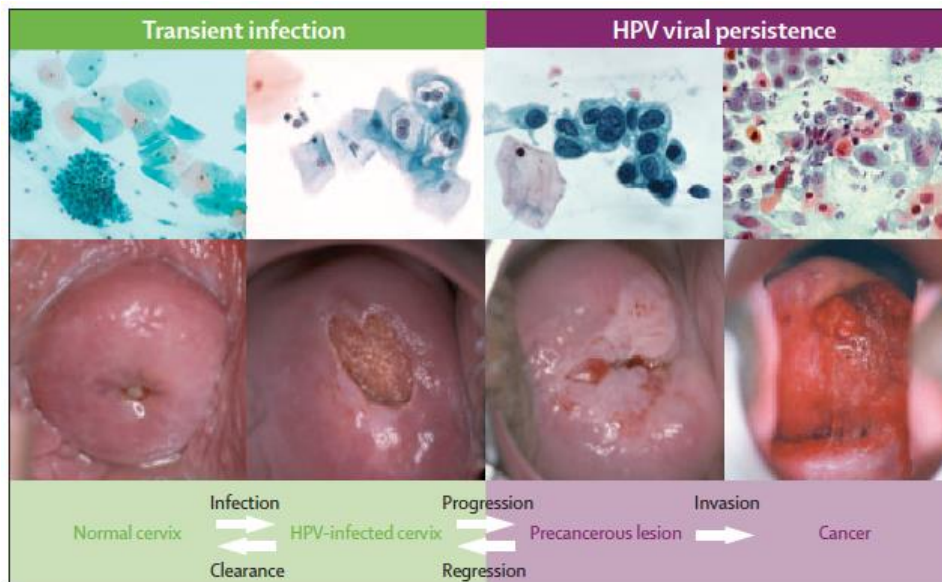 Transient infection
HPV viral persistence
Infection
Progression
Invasion
Normal cervix
HPV-infected cervix
Precancerous lesion
Cancer
Clearance
Regression